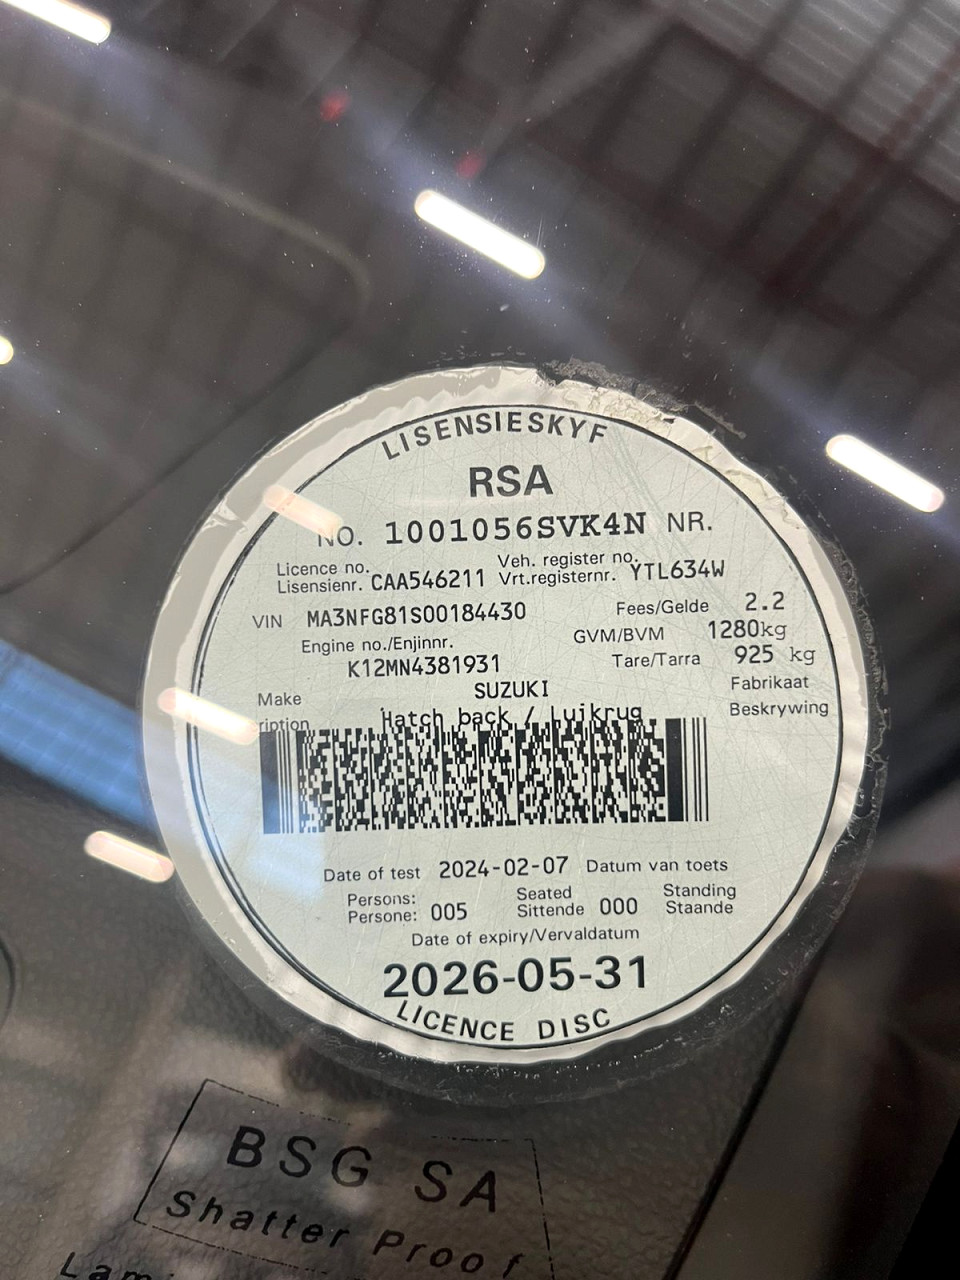 LISENSIESKYF
RSA
NO. 1001056SVK4N NR.
Licence no. Veh. register no.
Lisensienr. CAA546211 Vrt.registernr. YTL634W
VIN MA3NFG81S00184430 Fees/Gelde 2.2
Engine no./Enjinnr. GVM/BVM 1280kg
K12MN4381931 Tare/Tarra 925 kg
Make SUZUKI Fabrikaat
ription Hatch back / Luikrug Beskrywing
Date of test 2024-02-07 Datum van toets
Persons: Seated Standing
Persone: 005 Sittende 000 Staande
Date of expiry/Vervaldatum
2026-05-31
LICENCE DISC
BSG SA
Shatter Proof
Lam